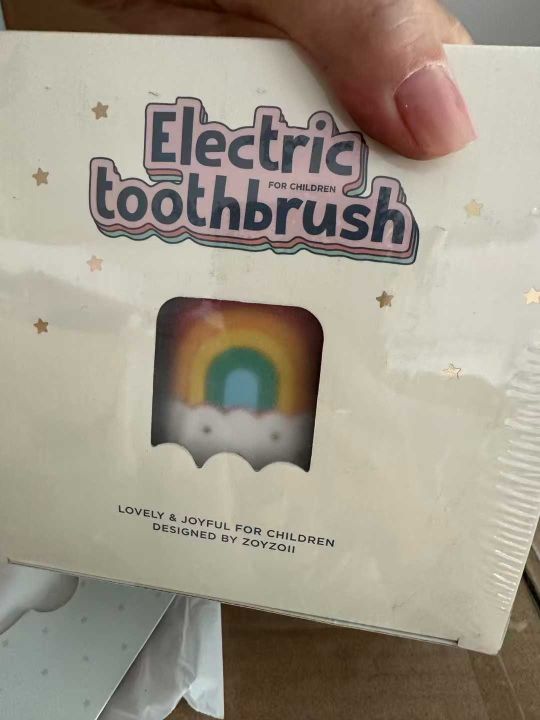 Electric
FOR CHILDREN
toothbrush
LOVELY & JOYFUL FOR CHILDREN
DESIGNED BY ZOYZOII